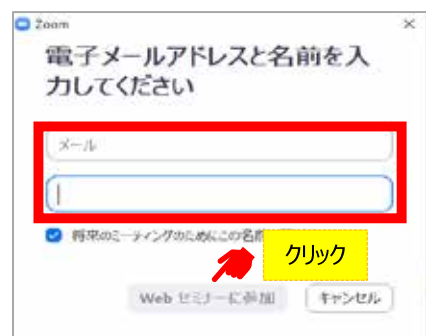 Zoom
電子メールアドレスと名前を入
力してください
メール
将来のミーティングのためにこの名前
クリック
Web セミナーに参加
キャンセル